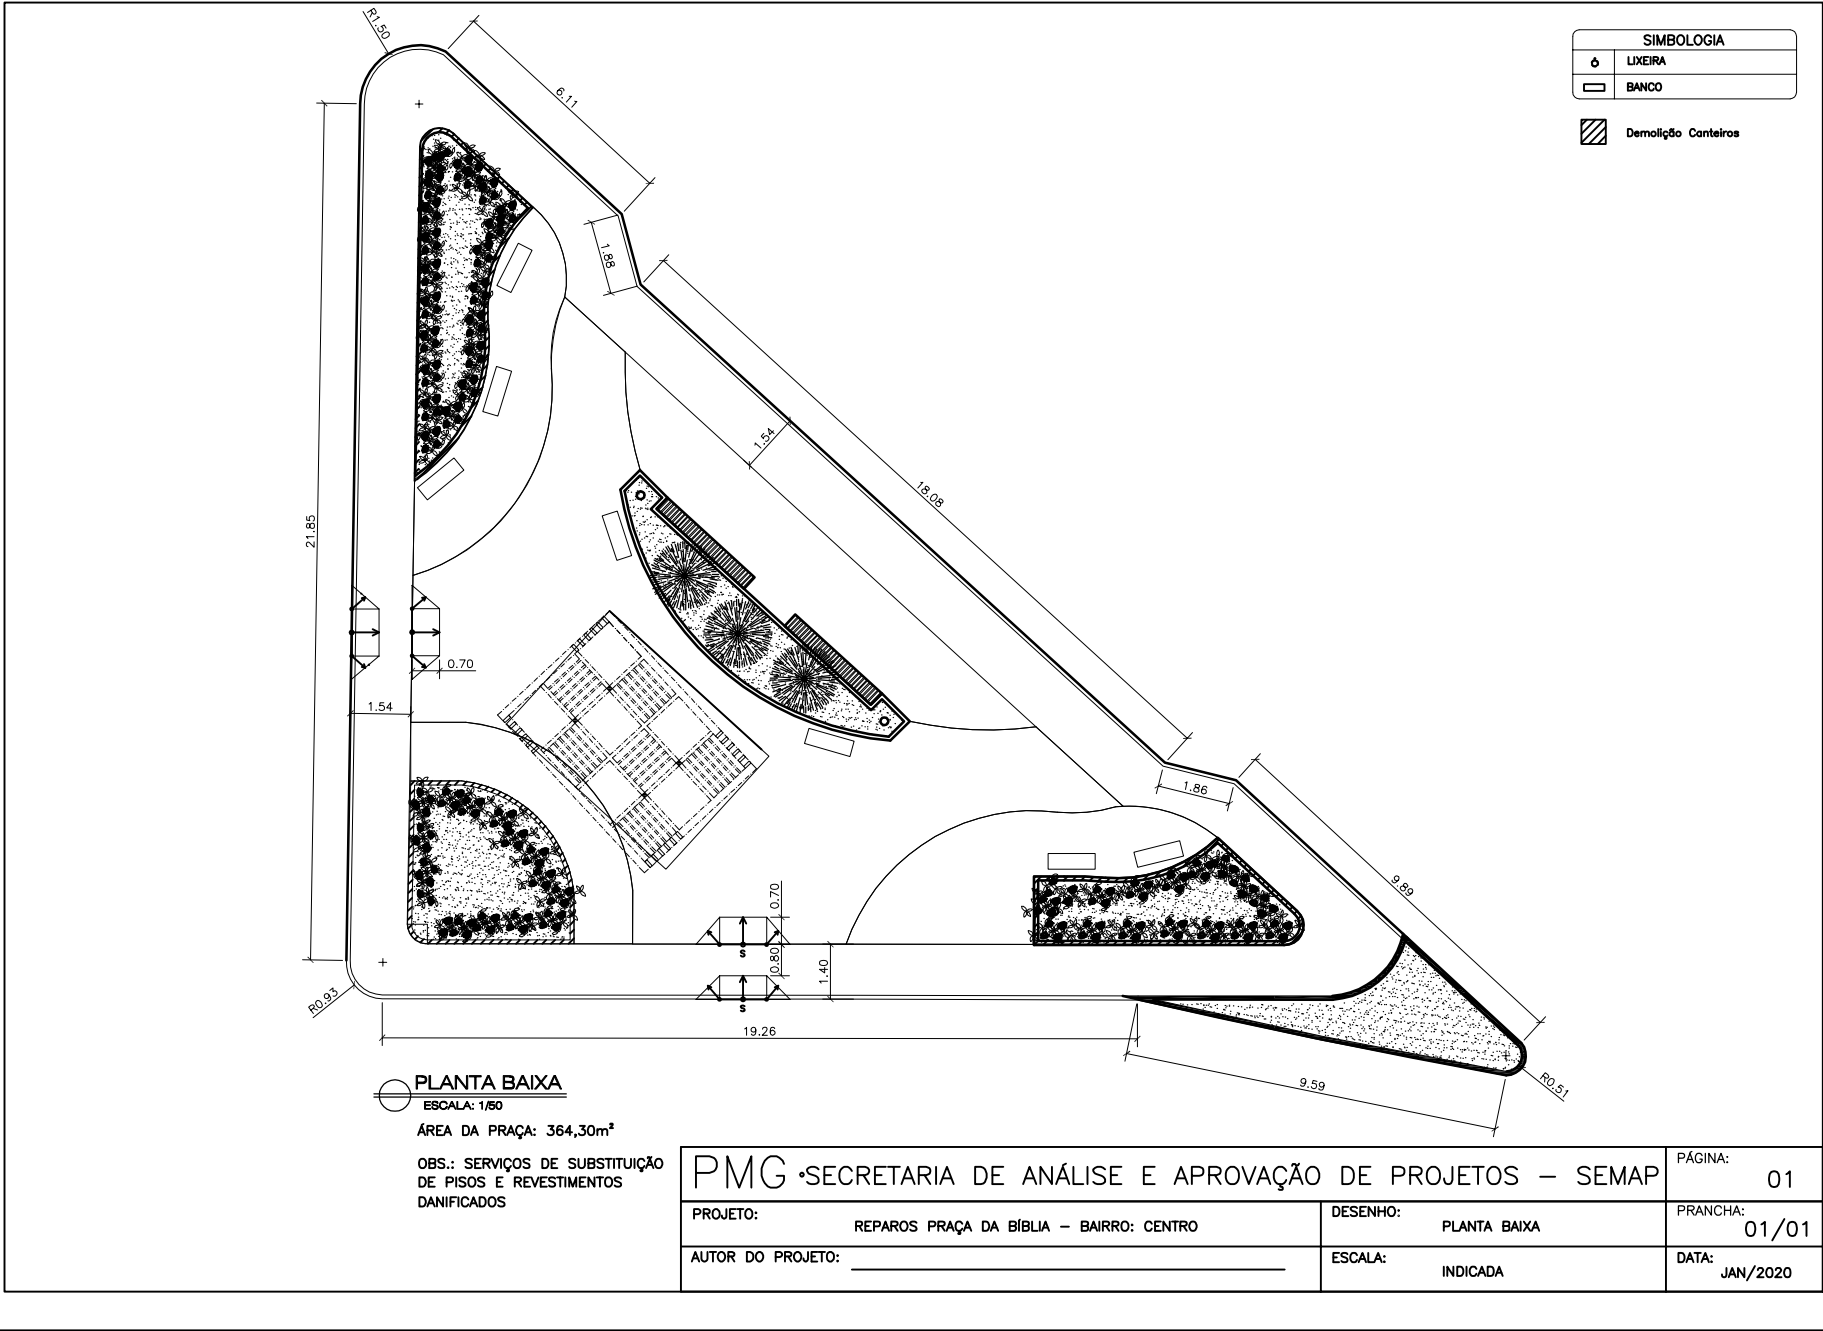 R1.50
6.11
SIMBOLOGIA
LIXEIRA
BANCO
Demolição Canteiros
1.88
1.54
18.08
21.85
0.70
1.54
1.86
9.89
0.70
S
0.80
1.40
S
R0.93
19.26
9.59
R0.51
PLANTA BAIXA
ESCALA: 1/50
ÁREA DA PRAÇA: 364,30m²
OBS.: SERVIÇOS DE SUBSTITUIÇÃO
DE PISOS E REVESTIMENTOS
DANIFICADOS
PMG SECRETARIA DE ANÁLISE E APROVAÇÃO DE PROJETOS – SEMAP
PÁGINA:
01
PROJETO:
REPAROS PRAÇA DA BÍBLIA – BAIRRO: CENTRO
DESENHO:
PLANTA BAIXA
PRANCHA:
01/01
AUTOR DO PROJETO:
ESCALA:
INDICADA
DATA:
JAN/2020